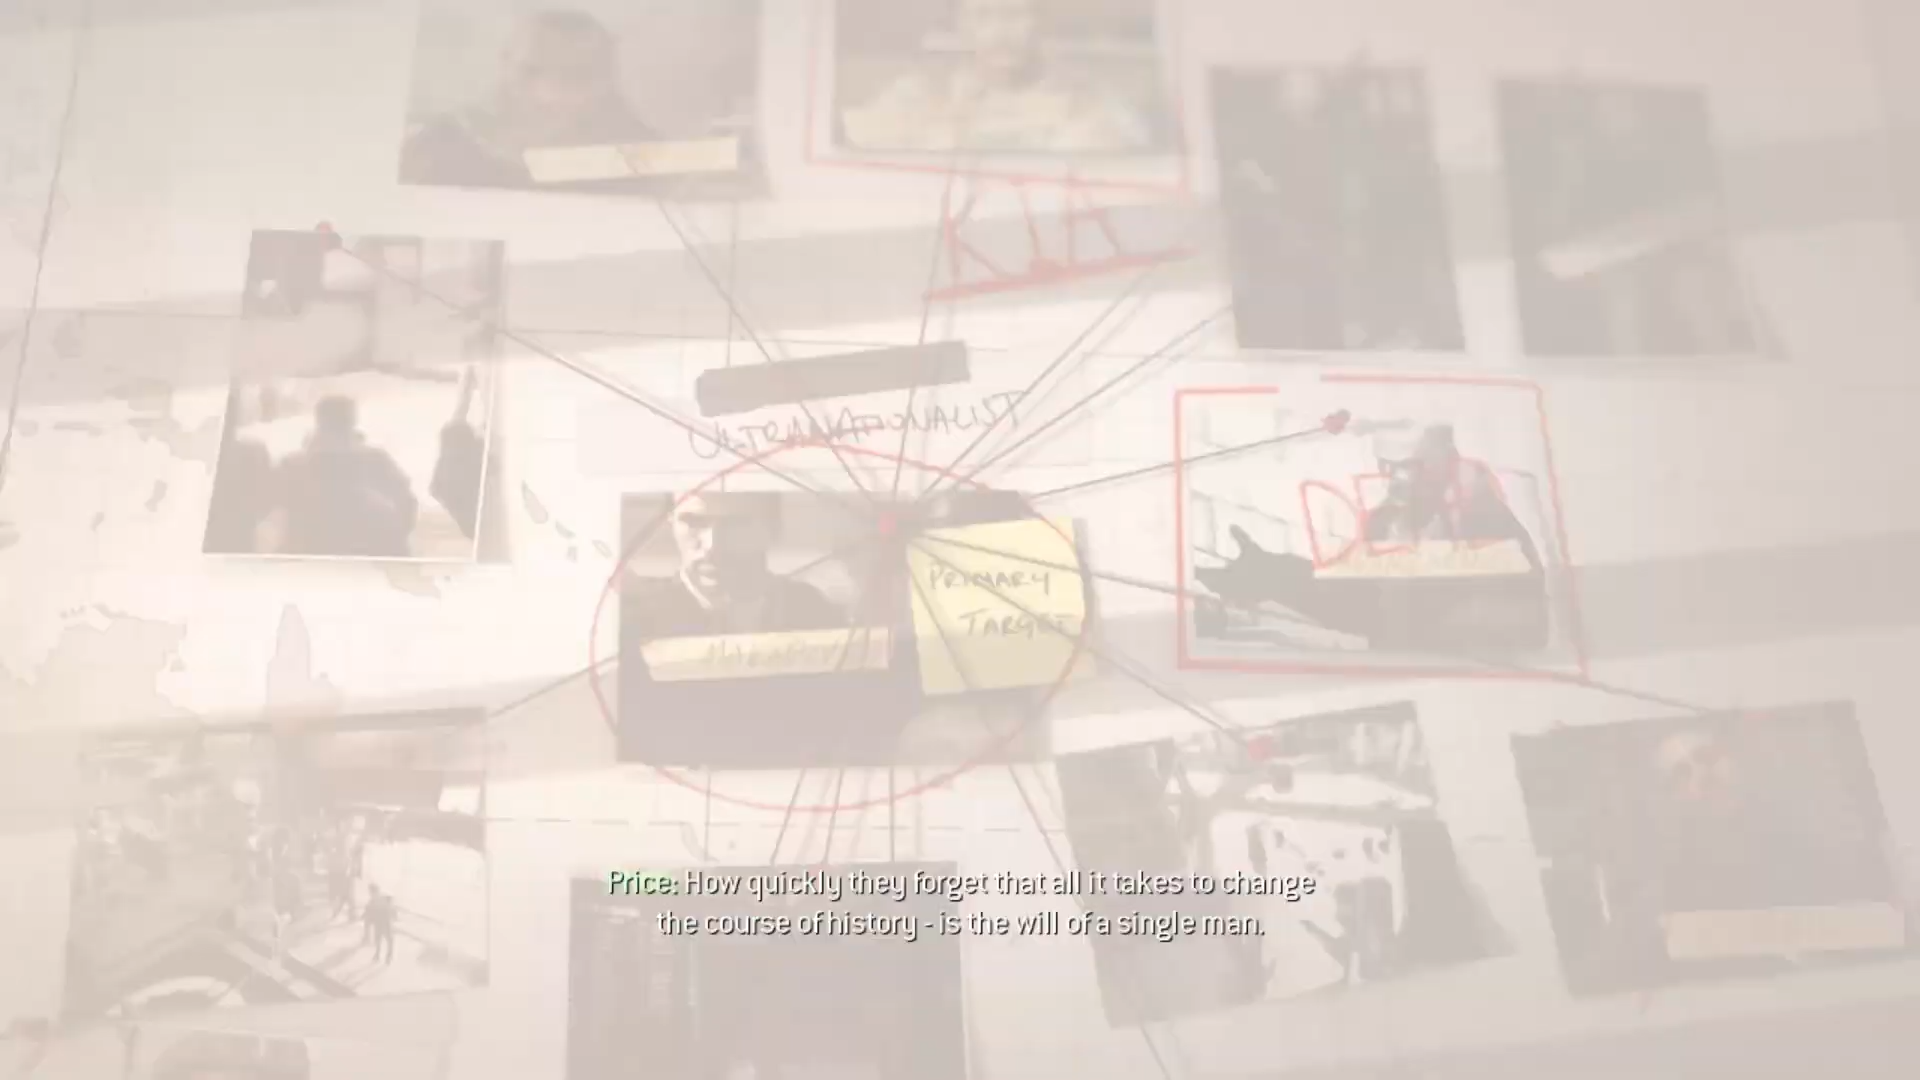 KIA
ULTRANATIONALIST
PRIMARY
TARGET
Price: How quickly they forget that all it takes to change
the course of history - is the will of a single man.